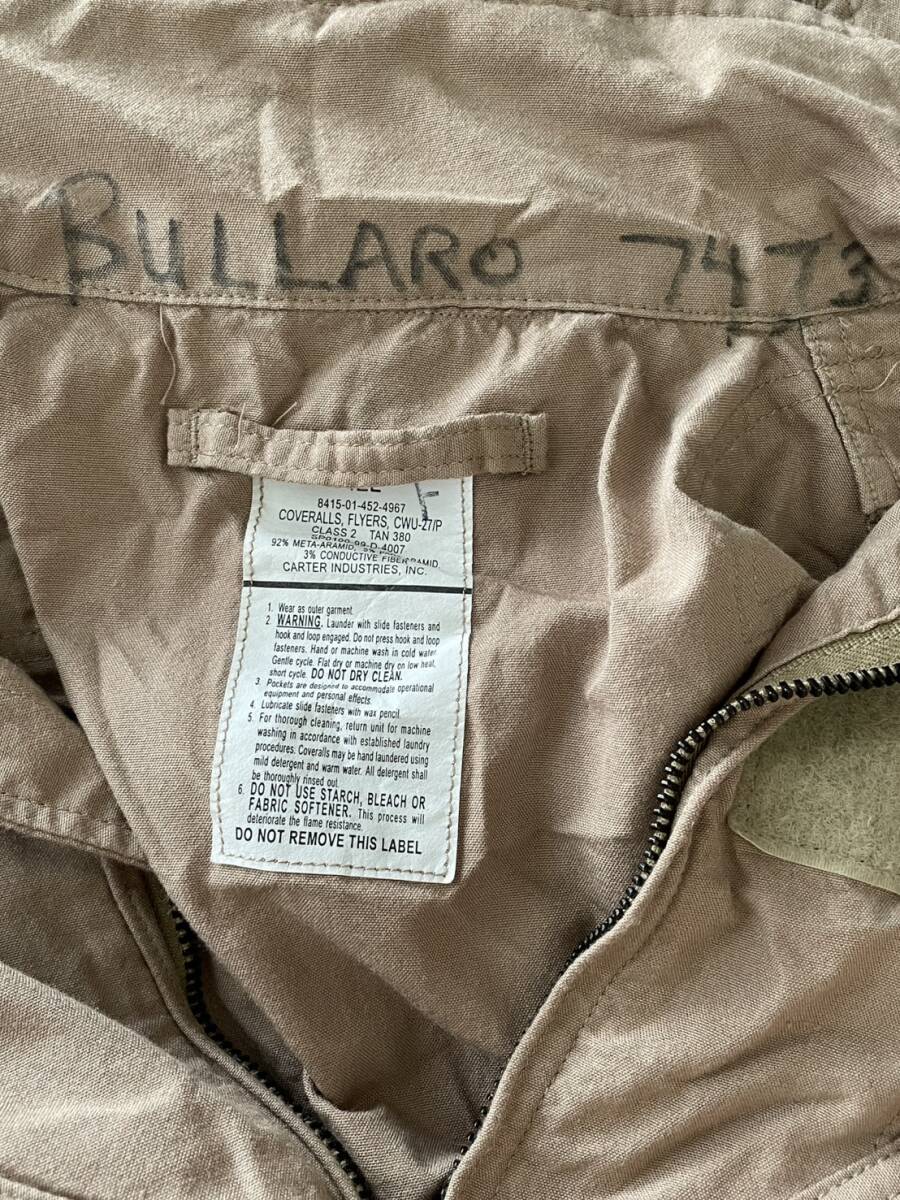 BULLARO 7473
8415-01-452-4967
COVERALLS, FLYERS, CWU-27/P
CLASS 2 TAN 380
SP0100-99-D-4007
92% META-ARAMID,
3% CONDUCTIVE FIBER
CARTER INDUSTRIES, INC.
1. Wear as outer garment.
2 WARNING. Launder with slide fasteners and
hook and loop engaged. Do not press hook and loop
fasteners. Hand or machine wash in cold water
Gentle cycle. Flat dry or machine dry on low heat,
short cycle. DO NOT DRY CLEAN.
3. Pockets are designed to accommodate operational
equipment and personal effects.
4. Lubricate slide fasteners with wax pencil.
5. For thorough cleaning, return unit for machine
washing in accordance with established laundry
procedures. Coveralls may be hand laundered using
mild detergent and warm water. All detergent shall
be thoroughly rinsed out.
6. DO NOT USE STARCH, BLEACH OR
FABRIC SOFTENER. This process will
deteriorate the flame resistance.
DO NOT REMOVE THIS LABEL